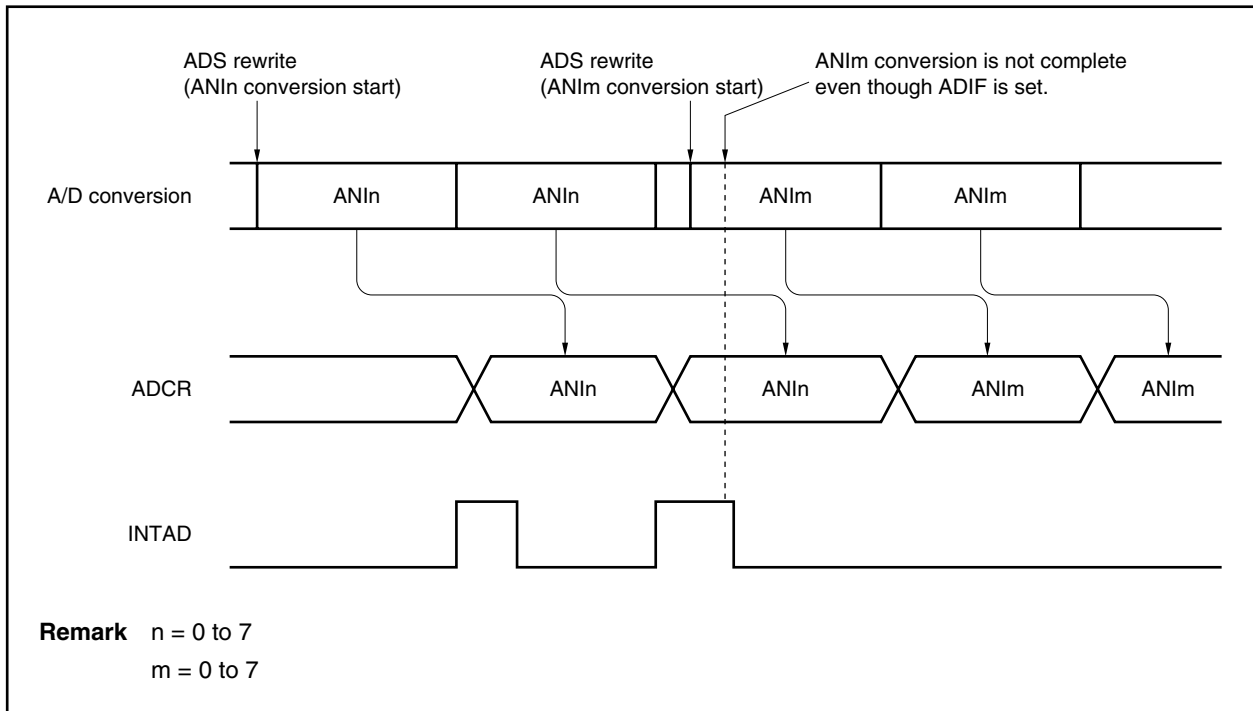 ADS rewrite
(ANIn conversion start)
ADS rewrite
(ANIm conversion start)
ANIm conversion is not complete
even though ADIF is set.
A/D conversion
ANIn
ANIn
ANIm
ANIm
ADCR
ANIn
ANIn
ANIm
ANIm
INTAD
Remark n = 0 to 7
m = 0 to 7